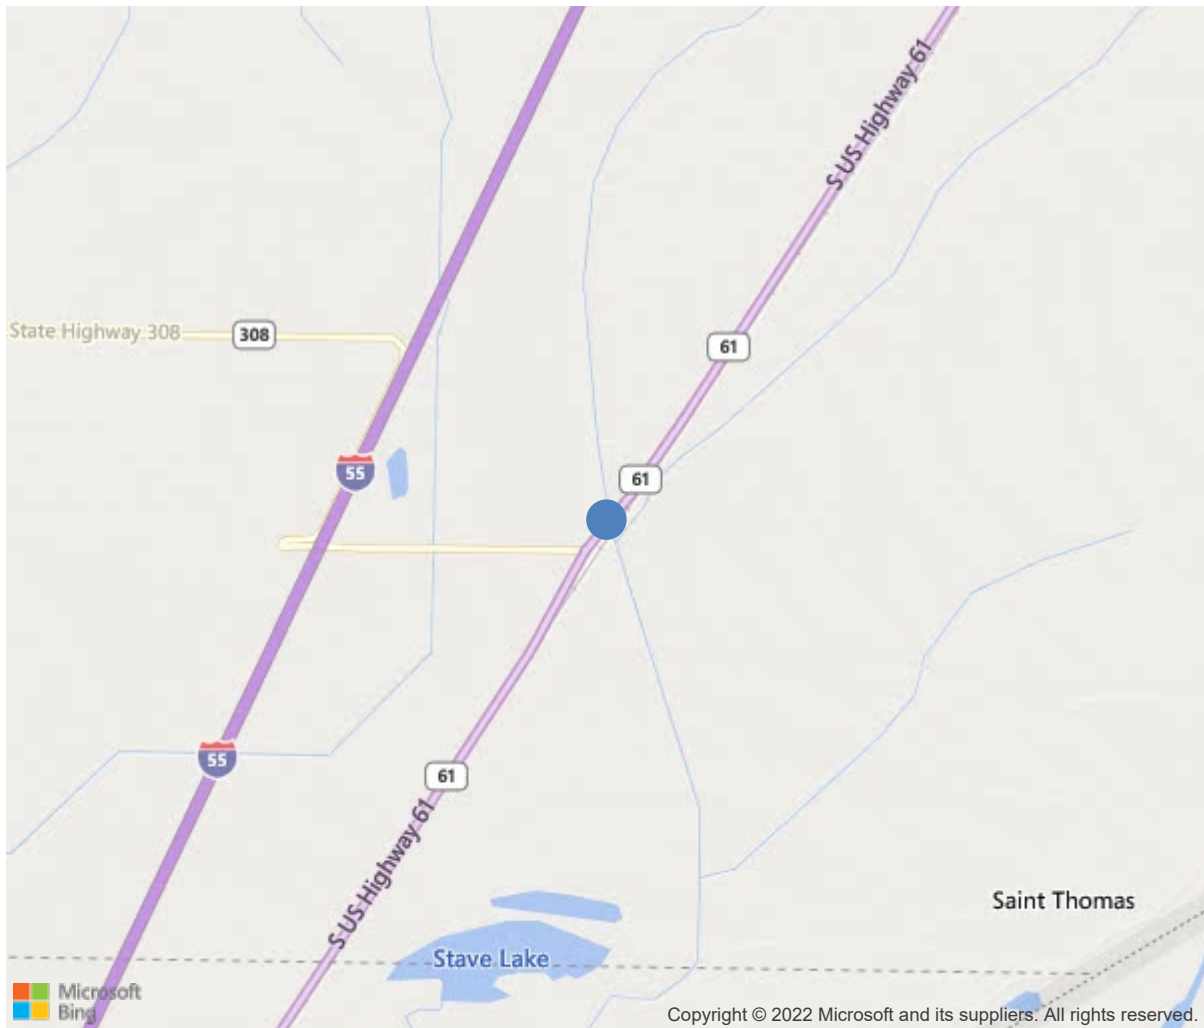 S US Highway 61
State Highway 308
308
61
55
61
55
61
S US Highway 61
Saint Thomas
Stave Lake
Microsoft
Bing
Copyright © 2022 Microsoft and its suppliers. All rights reserved.